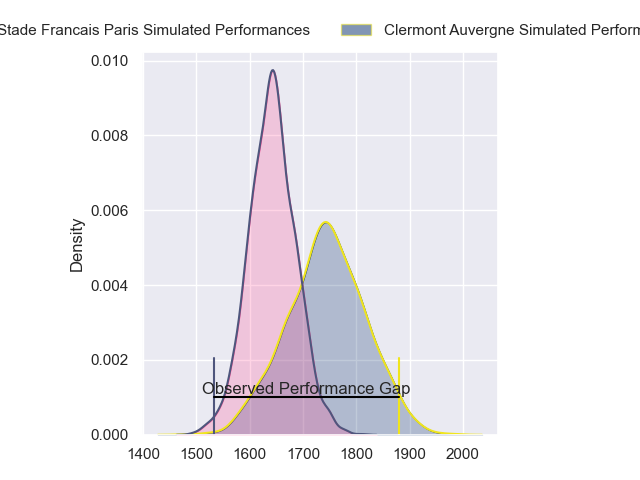 Stade Francais Paris Simulated Performances Clermont Auvergne Simulated Perform
0.010
0.008
0.006
0.004
0.002
0.000
Density
Observed Performance Gap
1400 1500 1600 1700 1800 1900 2000